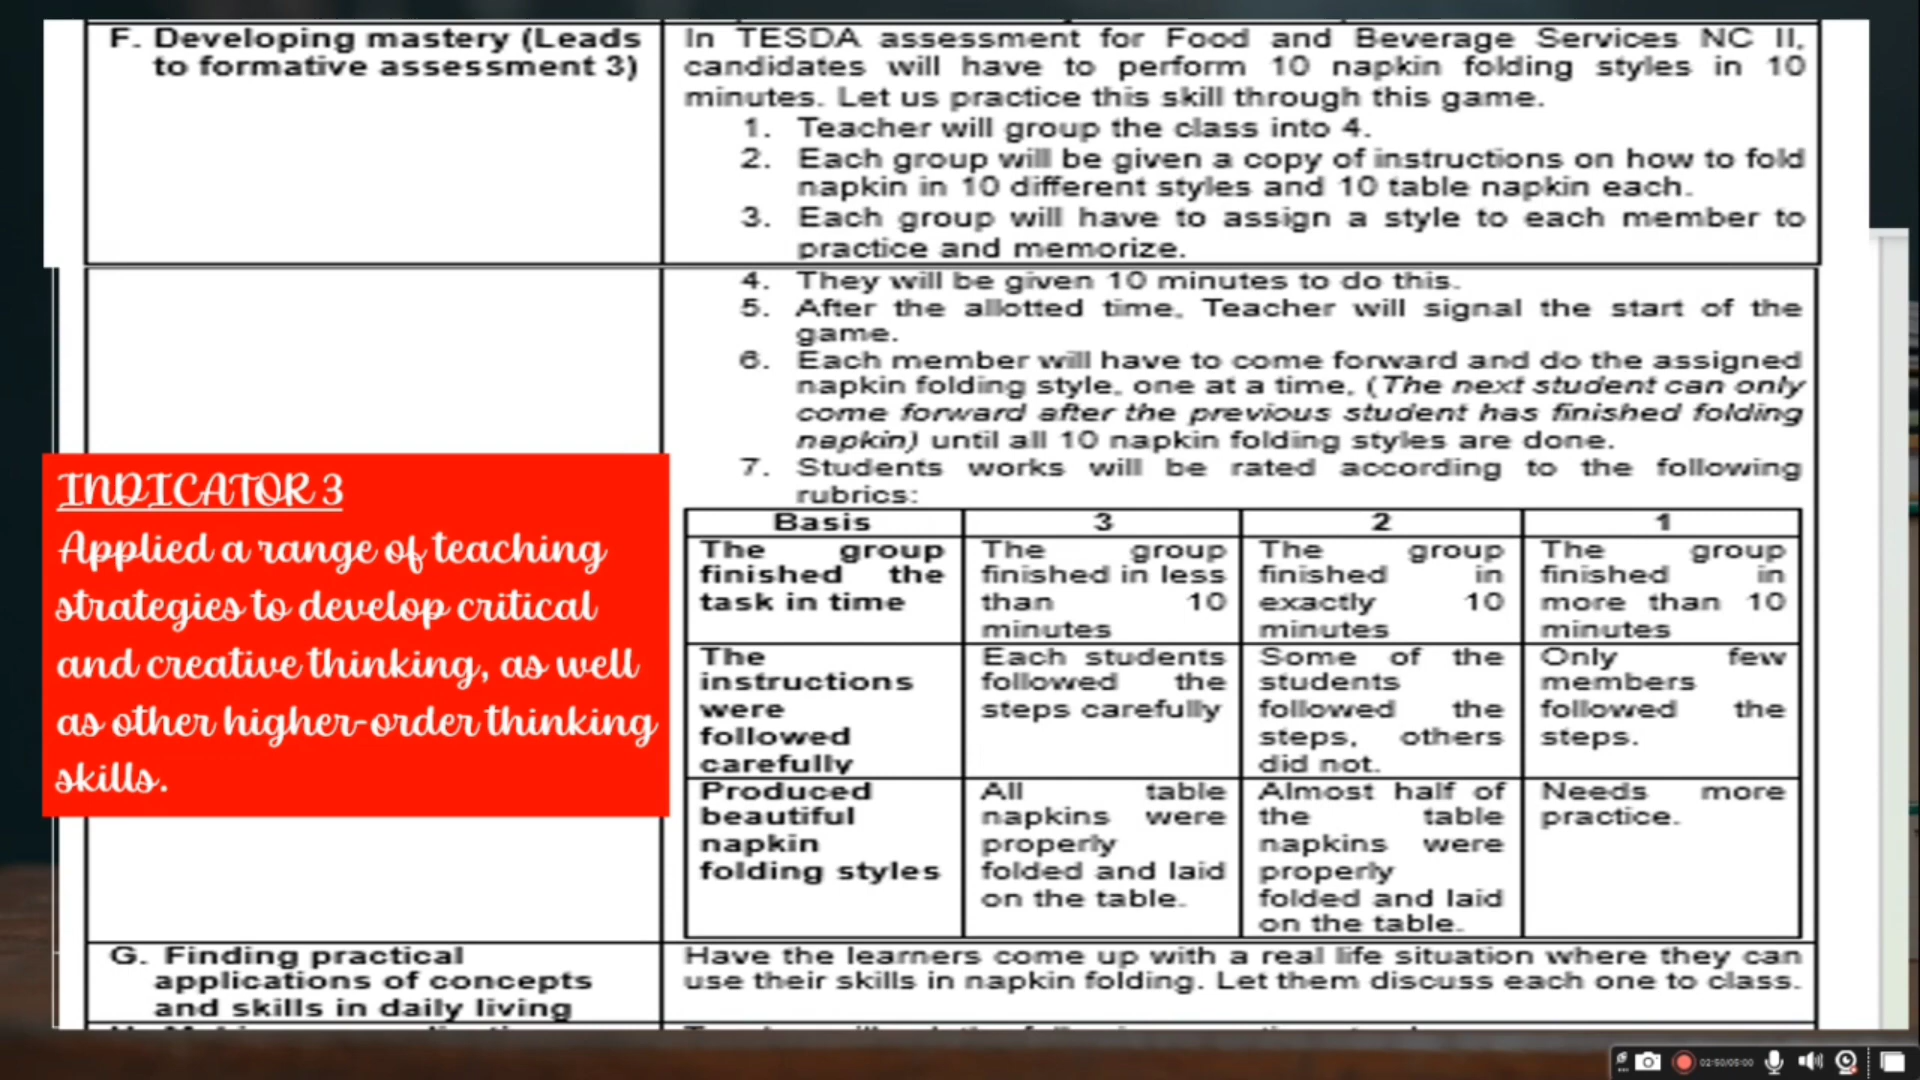 F. Developing mastery (Leads
to formative assessment 3)
In TESDA assessment for Food and Beverage Services NC II,
candidates will have to perform 10 napkin folding styles in 10
minutes. Let us practice this skill through this game.
1. Teacher will group the class into 4.
2. Each group will be given a copy of instructions on how to fold
napkin in 10 different styles and 10 table napkin each.
3. Each group will have to assign a style to each member to
practice and memorize.
4. They will be given 10 minutes to do this.
5. After the allotted time, Teacher will signal the start of the
game.
6. Each member will have to come forward and do the assigned
napkin folding style, one at a time, (The next student can only
come forward after the previous student has finished folding
napkin) until all 10 napkin folding styles are done.
7. Students works will be rated according to the following
rubrics:
INDICATOR 3
Applied a range of teaching
strategies to develop critical
and creative thinking, as well
as other higher-order thinking
skills.
Basis 3 2 1
The group
finished the
task in time
The group
finished in less
than 10
minutes
The group
finished in
exactly 10
minutes
The group
finished in
more than 10
minutes
The
instructions
were
followed
carefully
Each students
followed the
steps carefully
Some of the
students
followed the
steps, others
did not.
Only few
members
followed the
steps.
Produced
beautiful
napkin
folding styles
All table
napkins were
properly
folded and laid
on the table.
Almost half of
the table
napkins were
properly
folded and laid
on the table.
Needs more
practice.
G. Finding practical
applications of concepts
and skills in daily living
Have the learners come up with a real life situation where they can
use their skills in napkin folding. Let them discuss each one to class.
02:50/05:00